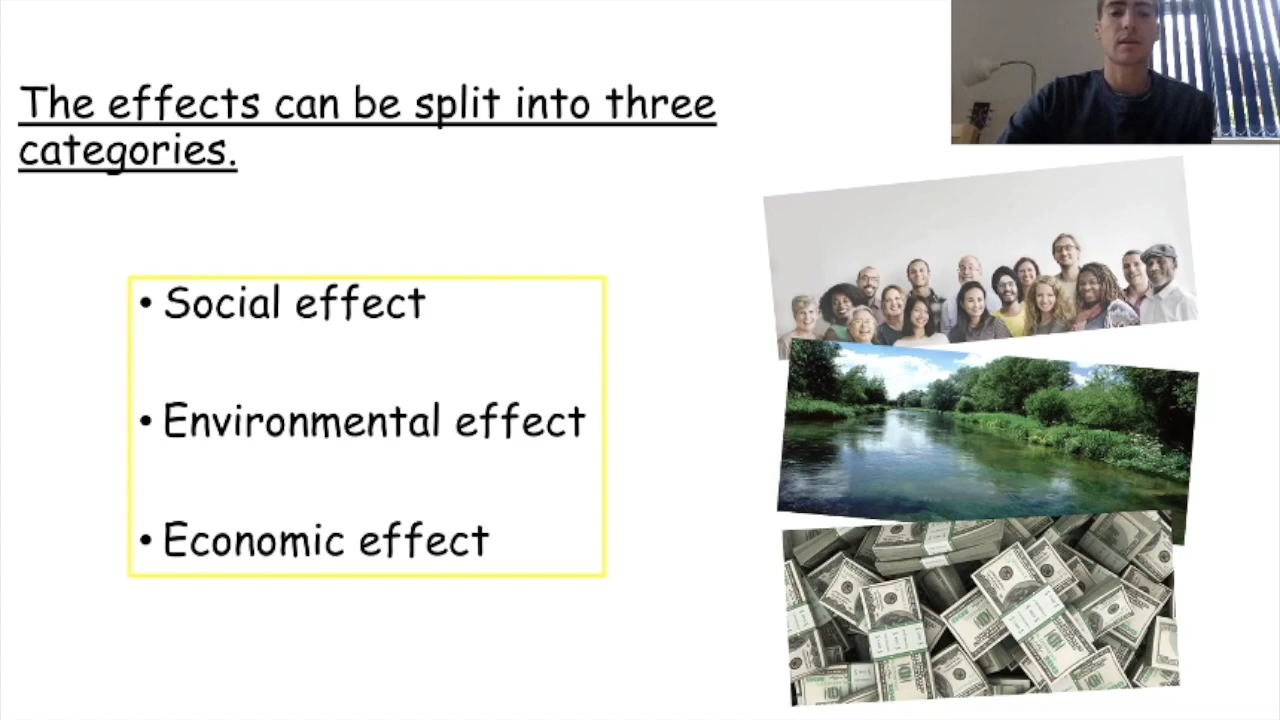 The effects can be split into three
categories.
• Social effect
• Environmental effect
• Economic effect